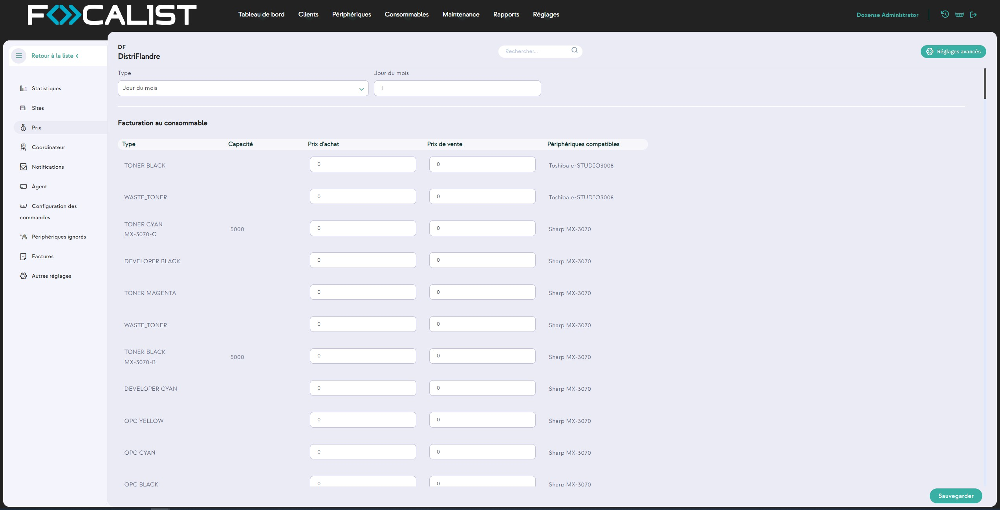 FOCALIST
Tableau de bord Clients Périphériques Consommables Maintenance Rapports Réglages
Doxense Administrator
Retour à la liste
Statistiques
Sites
Prix
Coordinateur
Notifications
Agent
Configuration des
commandes
Périphériques ignorés
Factures
Autres réglages
DF
DistriFlandre
Rechercher...
Réglages avancés
Type Jour du mois
Jour du mois 1
Facturation au consommable
Type Capacité Prix d'achat Prix de vente Périphériques compatibles
TONER BLACK 0 0 Toshiba e-STUDIO3008
WASTE_TONER 0 0 Toshiba e-STUDIO3008
TONER CYAN
MX-3070-C 5000 0 0 Sharp MX-3070
DEVELOPER BLACK 0 0 Sharp MX-3070
TONER MAGENTA 0 0 Sharp MX-3070
WASTE_TONER 0 0 Sharp MX-3070
TONER BLACK
MX-3070-B 5000 0 0 Sharp MX-3070
DEVELOPER CYAN 0 0 Sharp MX-3070
OPC YELLOW 0 0 Sharp MX-3070
OPC CYAN 0 0 Sharp MX-3070
OPC BLACK 0 0 Sharp MX-3070
Sauvegarder